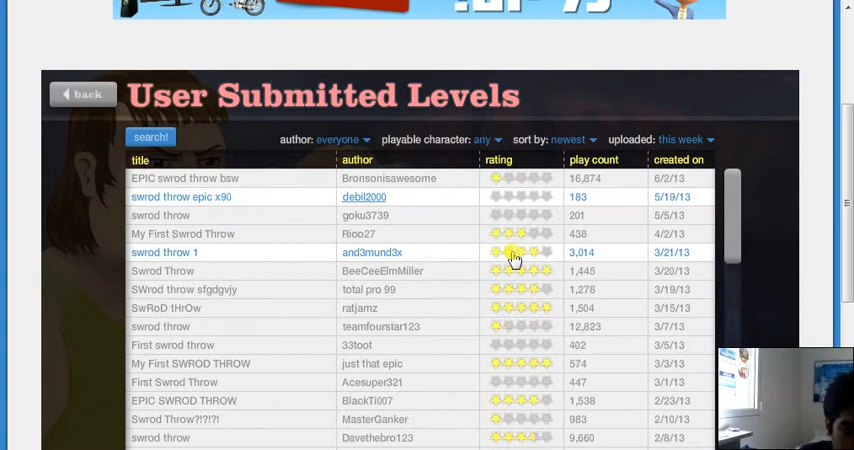 back
User Submitted Levels
search!
author: everyone playable character: any sort by: newest uploaded: this week
title author rating play count created on
EPIC swrod throw bsw Bronsonisawesome 16,874 6/2/13
swrod throw epic x90 debil2000 183 5/19/13
swrod throw goku3739 201 5/5/13
My First Swrod Throw Rioo27 438 4/2/13
swrod throw 1 and3mund3x 3,014 3/21/13
Swrod Throw BeeCeeElmMiller 1,445 3/20/13
SWrod throw sfgdgvjy total pro 99 1,278 3/19/13
SwRoD tHrOw ratjamz 1,504 3/15/13
swrod throw teamfourstar123 12,823 3/6/13
First swrod throw 33toot 402 3/5/13
My First SWROD THROW just that epic 574 3/3/13
First Swrod Throw Acesuper321 447 3/1/13
EPIC SWROD THROW BlackTi007 1,538 2/23/13
Swrod Throw?!?!?! MasterGanker 983 2/10/13
swrod throw Davethebro123 9,660 2/8/13